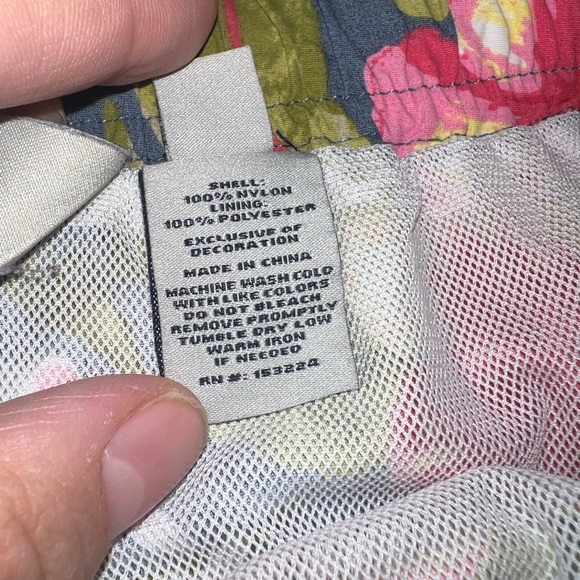 SHELL:
100% NYLON
LINING:
100% POLYESTER
EXCLUSIVE OF
DECORATION
MADE IN CHINA
MACHINE WASH COLD
WITH LIKE COLORS
DO NOT BLEACH
REMOVE PROMPTLY
TUMBLE DRY LOW
WARM IRON
IF NEEDED
RN #: 153224